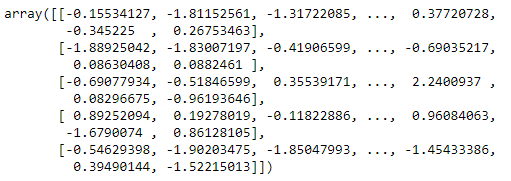 array([[-0.15534127, -1.81152561, -1.31722085, ...,  0.37720728,
        -0.345225  ,  0.26753463],
       [-1.88925042, -1.83007197, -0.41906599, ..., -0.69035217,
         0.08630408,  0.0882461 ],
       [-0.69077934, -0.51846599,  0.35539171, ...,  2.2400937 ,
         0.08296675, -0.96193646],
       [ 0.89252094,  0.19278019, -0.11822886, ...,  0.96084063,
        -1.6790074 ,  0.86128105],
       [-0.54629398, -1.90203475, -1.85047993, ..., -1.45433386,
         0.39490144, -1.52215013]])